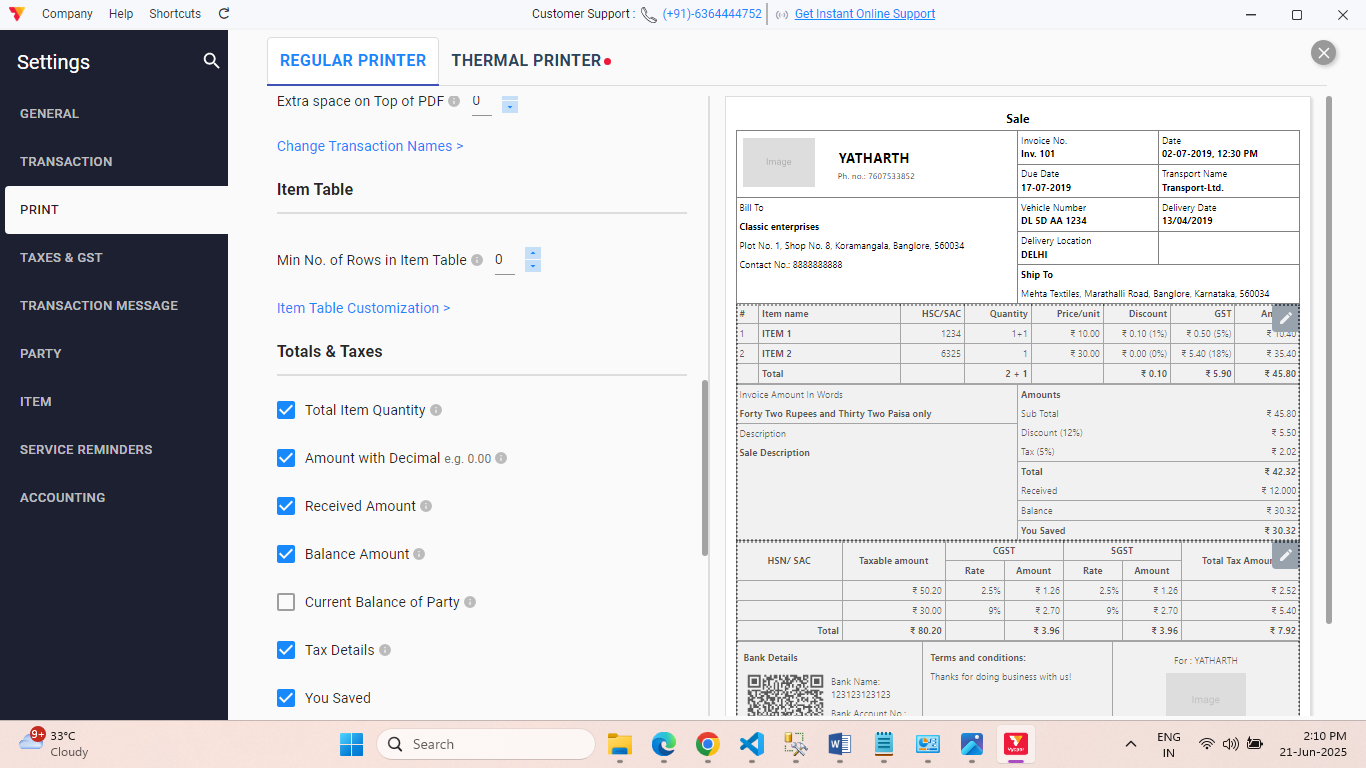 Company Help Shortcuts
Customer Support : (+91)-6364444752 Get Instant Online Support
Settings
GENERAL
TRANSACTION
PRINT
TAXES & GST
TRANSACTION MESSAGE
PARTY
ITEM
SERVICE REMINDERS
ACCOUNTING
REGULAR PRINTER THERMAL PRINTER
Extra space on Top of PDF 0
Change Transaction Names >
Item Table
Min No. of Rows in Item Table 0
Item Table Customization >
Totals & Taxes
Total Item Quantity
Amount with Decimal e.g. 0.00
Received Amount
Balance Amount
Current Balance of Party
Tax Details
You Saved
Sale
Image
YATHARTH
Ph. no.: 7607533852
Invoice No. Date
Inv. 101 02-07-2019, 12:30 PM
Due Date Transport Name
17-07-2019 Transport-Ltd.
Vehicle Number Delivery Date
DL 5D AA 1234 13/04/2019
Delivery Location
DELHI
Ship To
Mehta Textiles, Marathalli Road, Banglore, Karnataka, 560034
Bill To
Classic enterprises
Plot No. 1, Shop No. 8, Koramangala, Banglore, 560034
Contact No.: 8888888888
# Item name HSC/SAC Quantity Price/unit Discount GST Am
1 ITEM 1 1234 1+1 ₹ 10.00 ₹ 0.10 (1%) ₹ 0.50 (5%) ₹ 10.40
2 ITEM 2 6325 1 ₹ 30.00 ₹ 0.00 (0%) ₹ 5.40 (18%) ₹ 35.40
Total 2 + 1 ₹ 0.10 ₹ 5.90 ₹ 45.80
Invoice Amount In Words
Forty Two Rupees and Thirty Two Paisa only
Description
Sale Description
Amounts
Sub Total ₹ 45.80
Discount (12%) ₹ 5.50
Tax (5%) ₹ 2.02
Total ₹ 42.32
Received ₹ 12.000
Balance ₹ 30.32
You Saved ₹ 30.32
HSN/ SAC Taxable amount CGST SGST Total Tax Amou
Rate Amount Rate Amount
₹ 50.20 2.5% ₹ 1.26 2.5% ₹ 1.26 ₹ 2.52
₹ 30.00 9% ₹ 2.70 9% ₹ 2.70 ₹ 5.40
Total ₹ 80.20 ₹ 3.96 ₹ 3.96 ₹ 7.92
Bank Details
Bank Name:
123123123123
Bank Account No.:
Terms and conditions:
Thanks for doing business with us!
For : YATHARTH
Image
9+
33°C
Cloudy
Search
Vyapar
ENG
IN
2:10 PM
21-Jun-2025